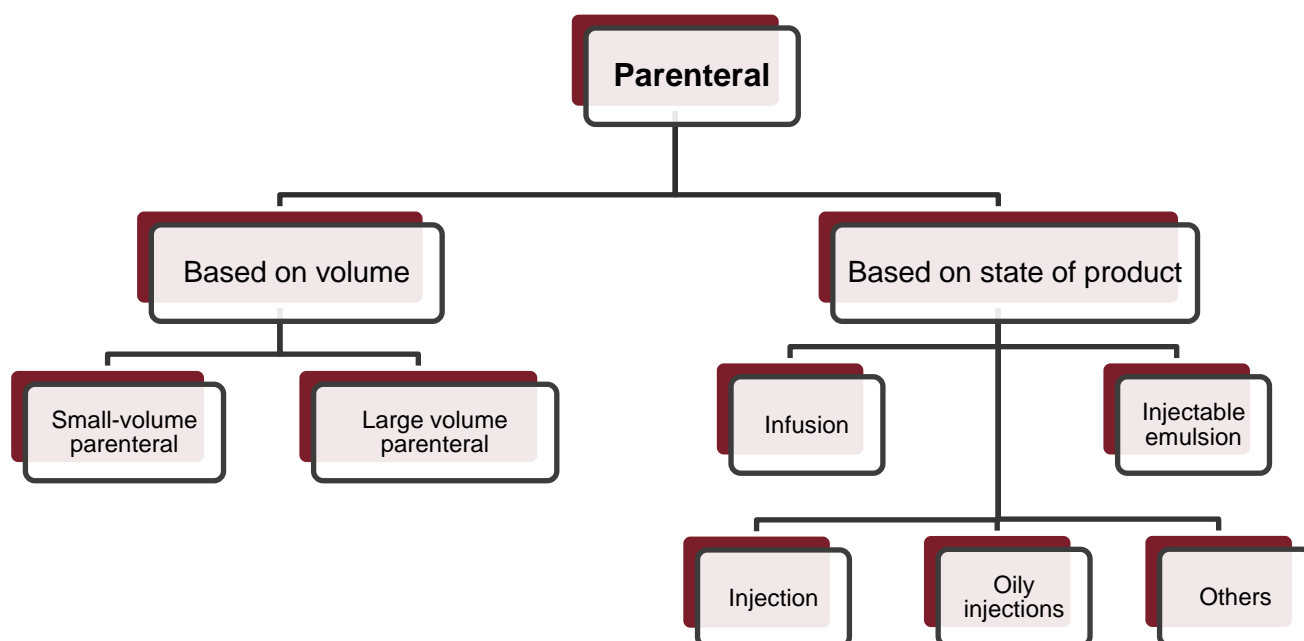 Parenteral
Based on volume
Based on state of product
Small-volume
parenteral
Large volume
parenteral
Infusion
Injectable
emulsion
Injection
Oily
injections
Others